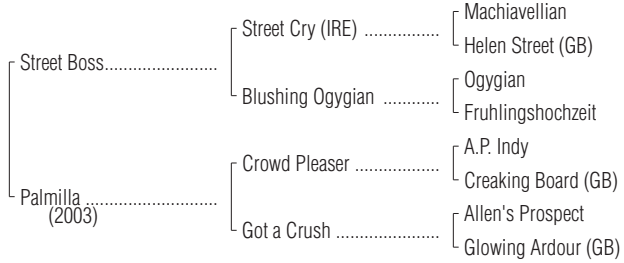 Machiavellian
Street Cry (IRE) ..................
Helen Street (GB)
Street Boss...........................
Ogygian
Blushing Ogygian .............
Fruhlingshochzeit
A.P. Indy
Crowd Pleaser ....................
Creaking Board (GB)
Palmilla ...............................
(2003)
Allen's Prospect
Got a Crush ........................
Glowing Ardour (GB)